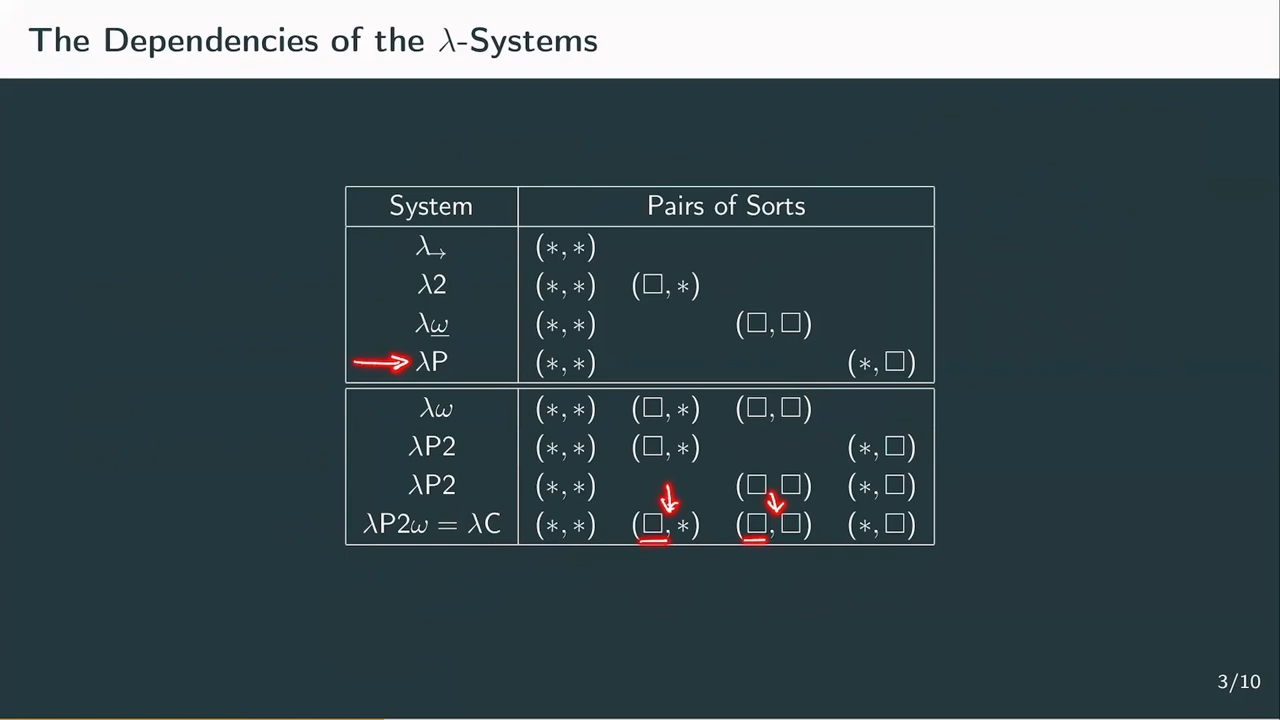 The Dependencies of the λ-Systems
System Pairs of Sorts
λ→ (∗, ∗)
λ2 (∗, ∗) (□, ∗)
λω̲ (∗, ∗) (□, □)
λP (∗, ∗) (∗, □)
λω (∗, ∗) (□, ∗) (□, □)
λP2 (∗, ∗) (□, ∗) (∗, □)
λP2 (∗, ∗) (□, □) (∗, □)
λP2ω = λC (∗, ∗) (□, ∗) (□, □) (∗, □)
3/10